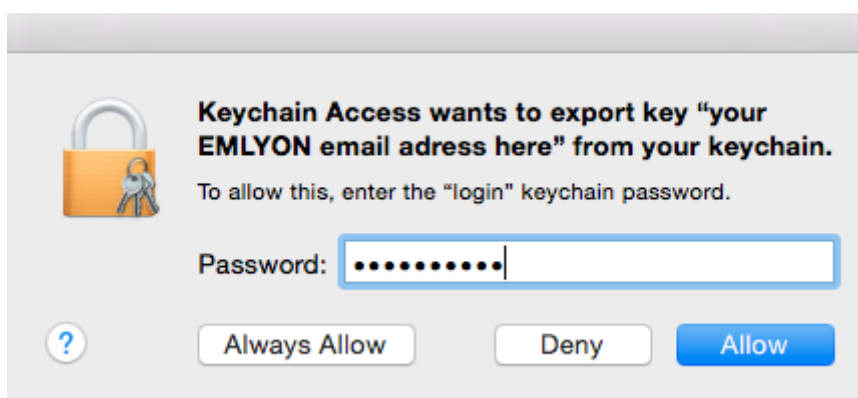 Keychain Access wants to export key “your
EMLYON email adress here” from your keychain.
To allow this, enter the “login” keychain password.
Password: ••••••••••
?
Always Allow
Deny
Allow